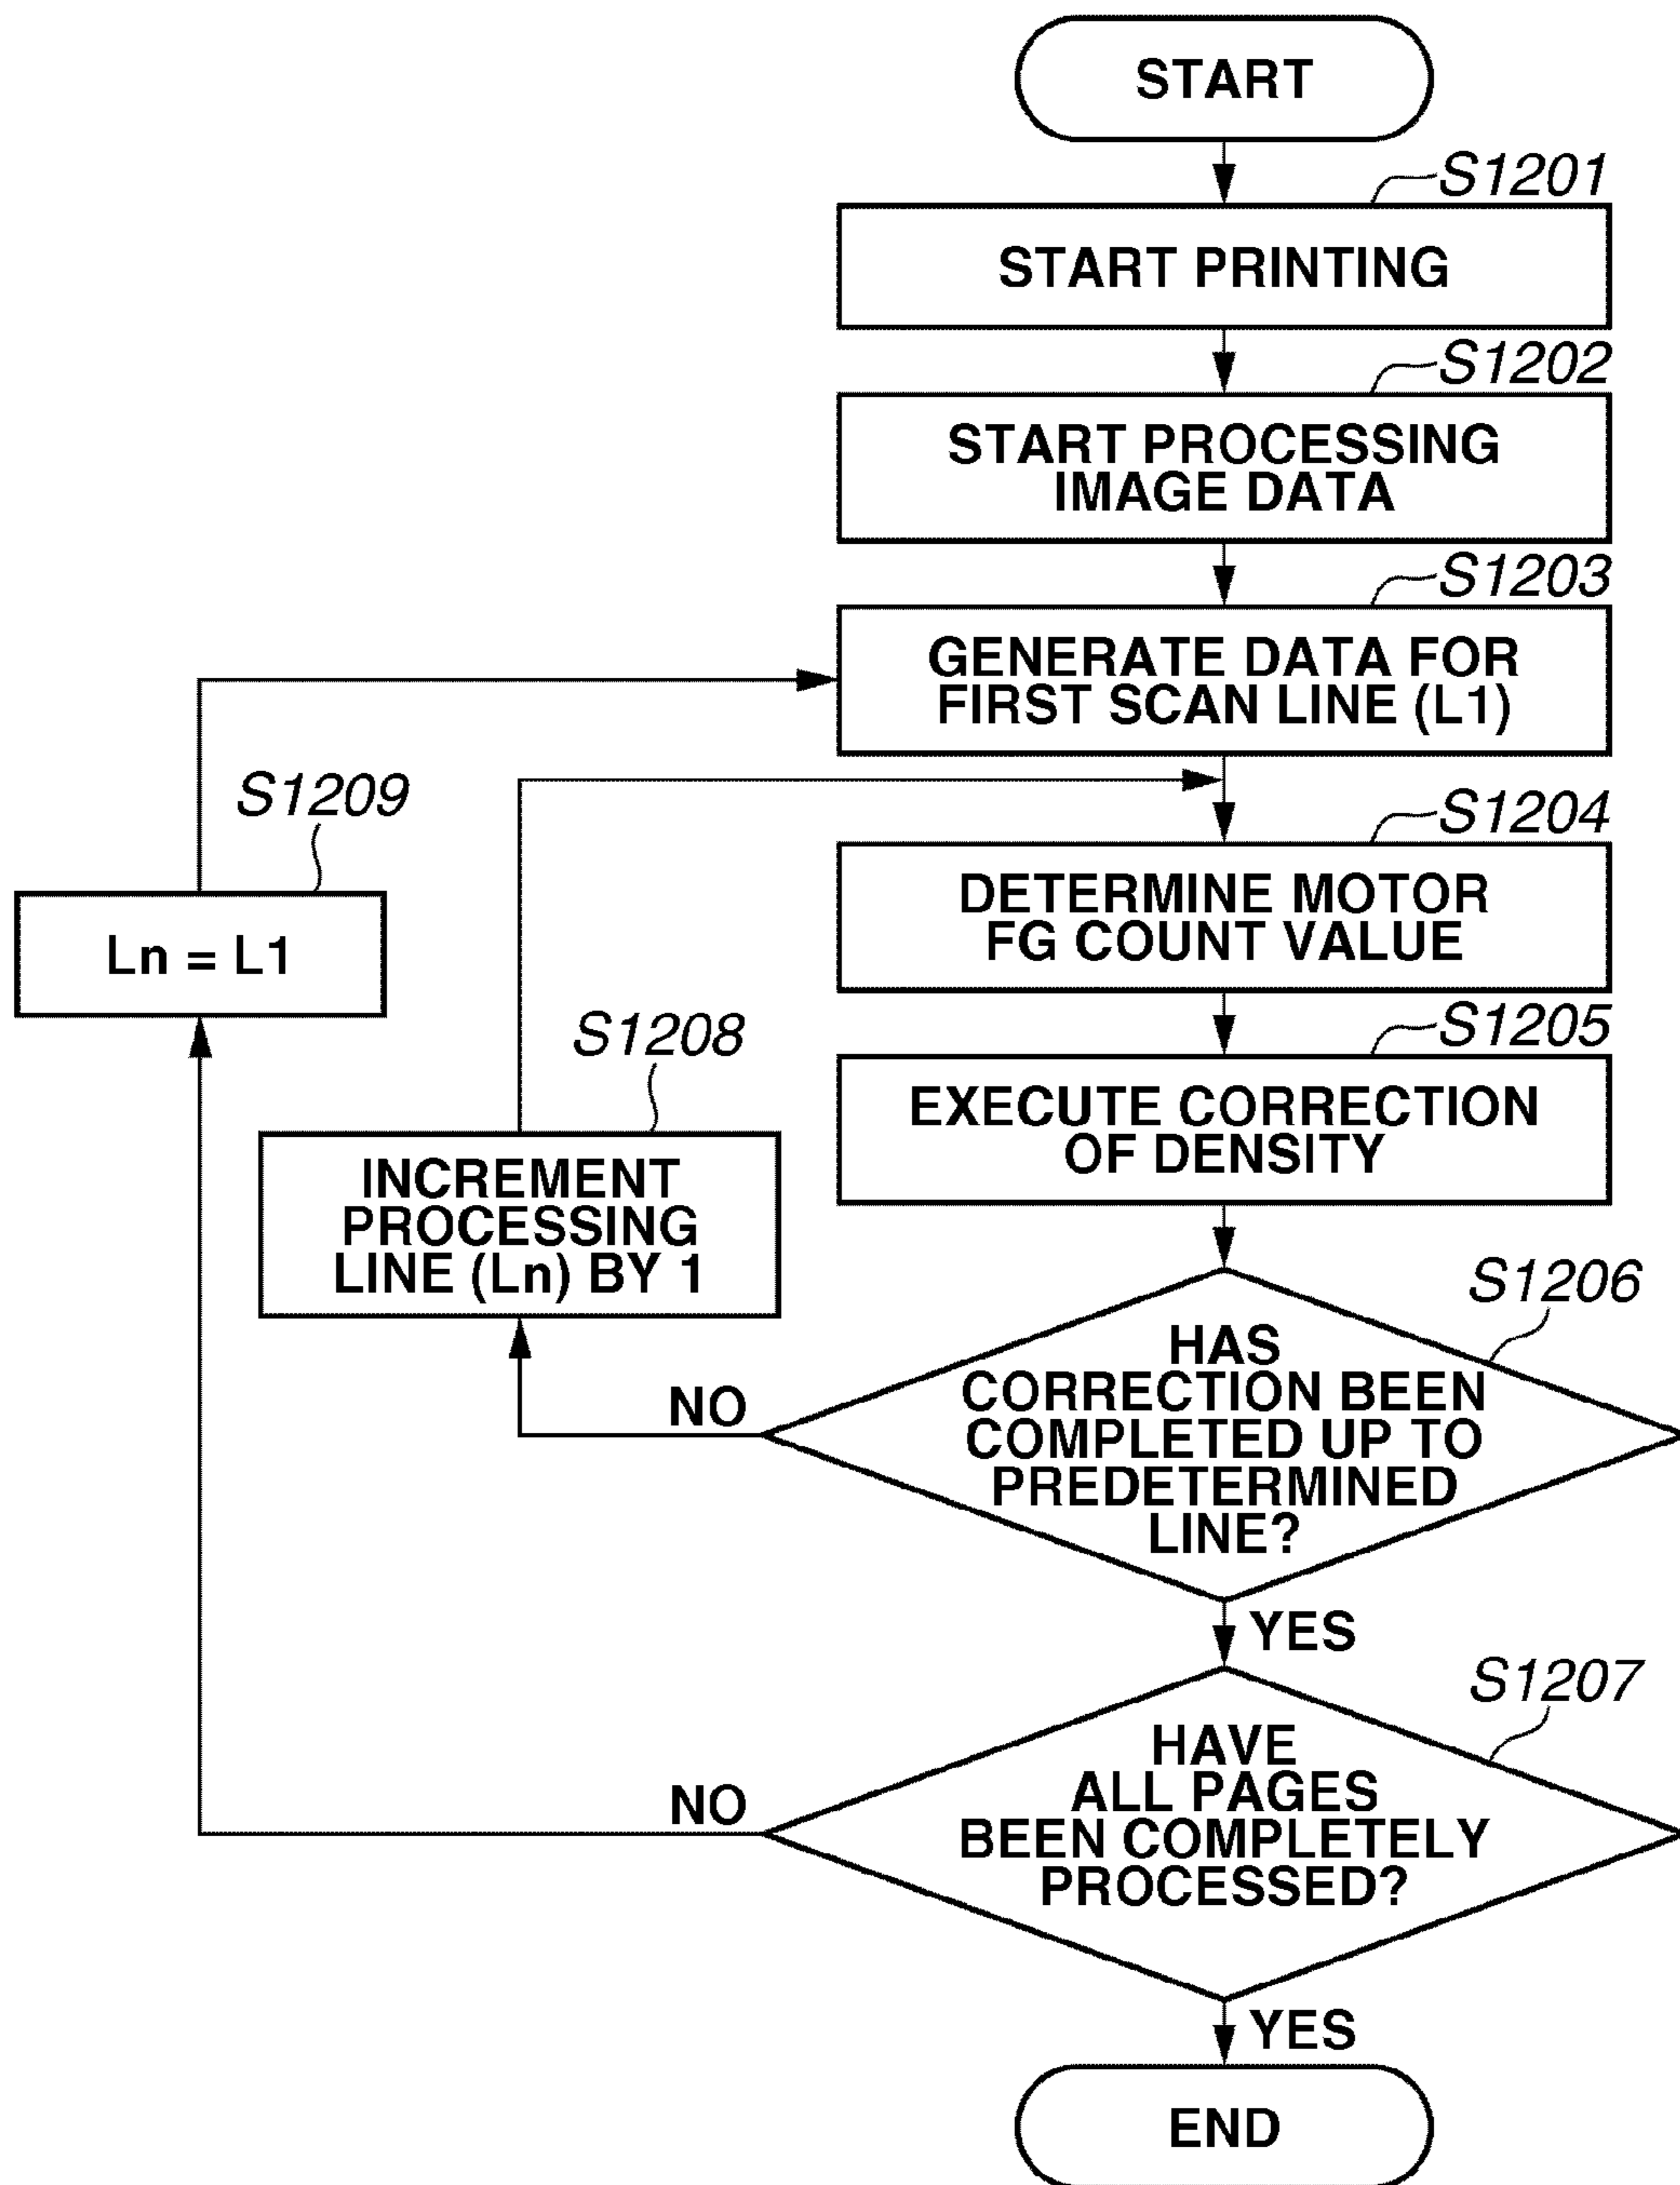 START
S1201
START PRINTING
S1202
START PROCESSING
IMAGE DATA
S1203
GENERATE DATA FOR
FIRST SCAN LINE (L1)
S1209
Ln = L1
S1204
DETERMINE MOTOR
FG COUNT VALUE
S1208
INCREMENT
PROCESSING
LINE (Ln) BY 1
S1205
EXECUTE CORRECTION
OF DENSITY
S1206
HAS
CORRECTION BEEN
COMPLETED UP TO
PREDETERMINED
LINE?
NO
YES
S1207
HAVE
ALL PAGES
BEEN COMPLETELY
PROCESSED?
NO
YES
END